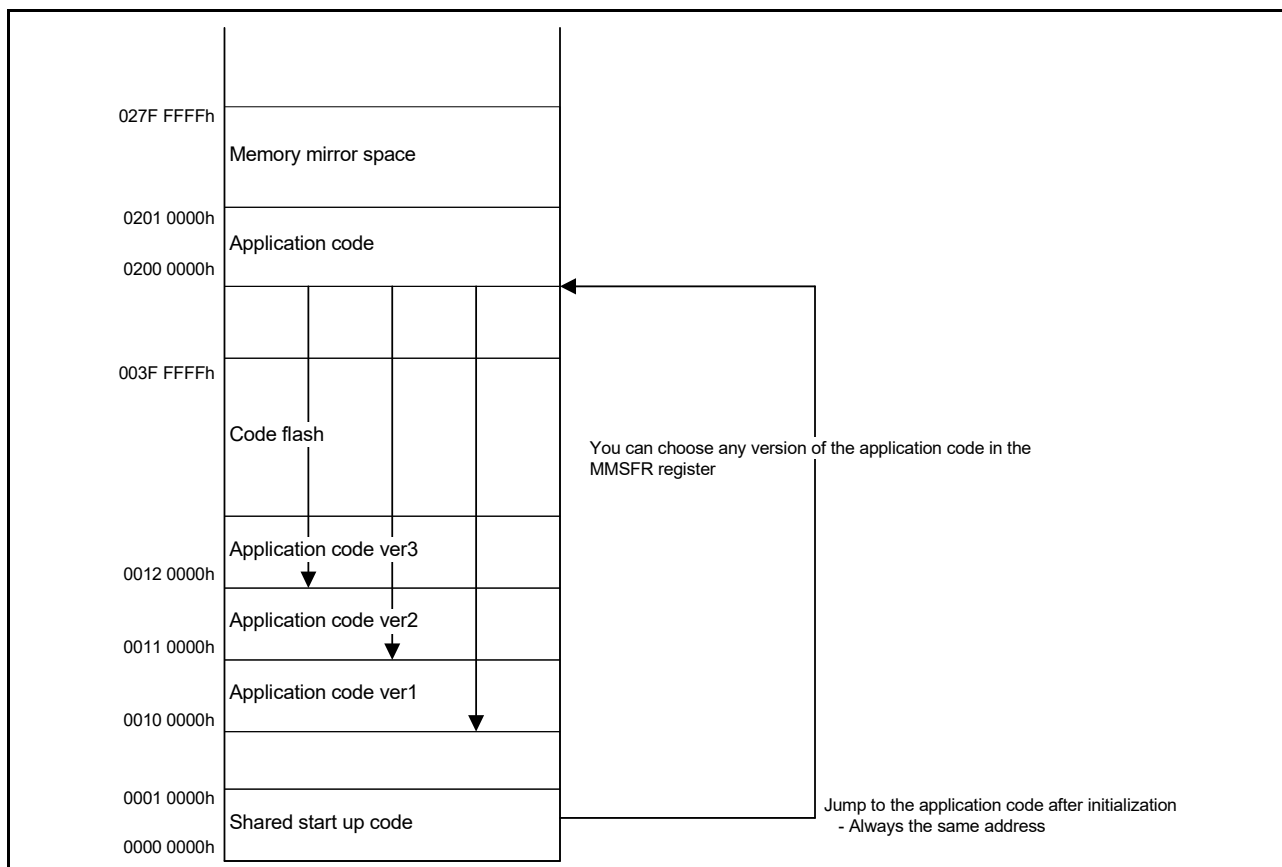 027F FFFFh
Memory mirror space
0201 0000h
Application code
0200 0000h
003F FFFFh
Code flash
You can choose any version of the application code in the
MMSFR register
Application code ver3
0012 0000h
Application code ver2
0011 0000h
Application code ver1
0010 0000h
0001 0000h
Jump to the application code after initialization
- Always the same address
Shared start up code
0000 0000h